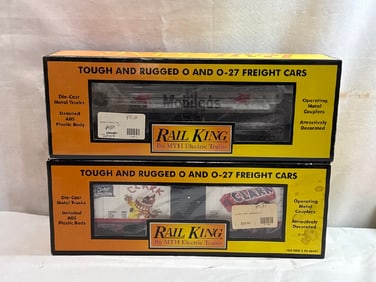 TOUGH AND RUGGED O AND O-27 FREIGHT CARS
Die-Cast
Metal Trucks
Detailed
ABS
Plastic Body
Mobilgas
Operating
Metal
Couplers
Attractively
Decorated
RAIL KING
By MTH Electric Trains
TOUGH AND RUGGED O AND O-27 FREIGHT CARS
Die-Cast
Metal Trucks
Detailed
ABS
Plastic Body
CLARK
CLARK
Operating
Metal
Couplers
Attractively
Decorated
RAIL KING
By MTH Electric Trains